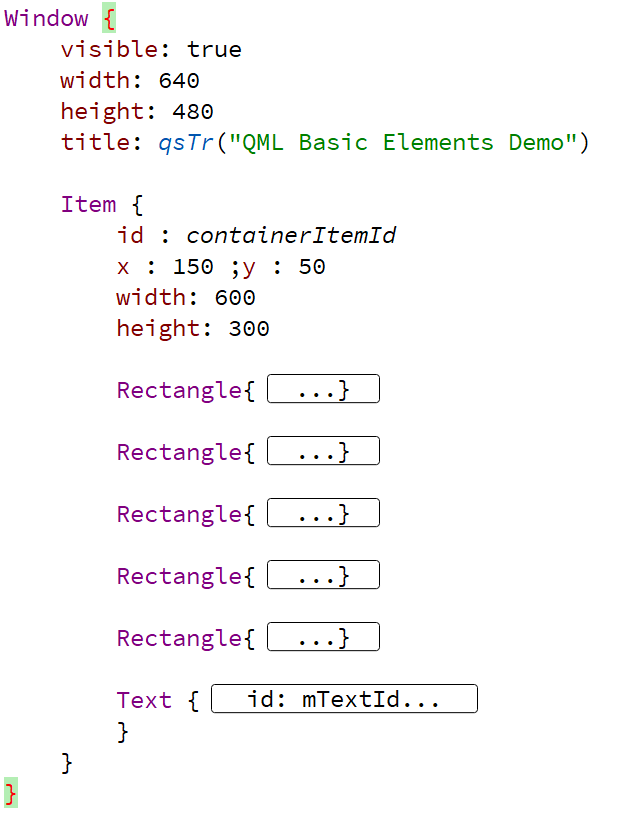 Window {
    visible: true
    width: 640
    height: 480
    title: qsTr("QML Basic Elements Demo")

    Item {
        id : containerItemId
        x : 150 ;y : 50
        width: 600
        height: 300

        Rectangle{ ...}

        Rectangle{ ...}

        Rectangle{ ...}

        Rectangle{ ...}

        Rectangle{ ...}

        Text { id: mTextId...
        }
    }
}